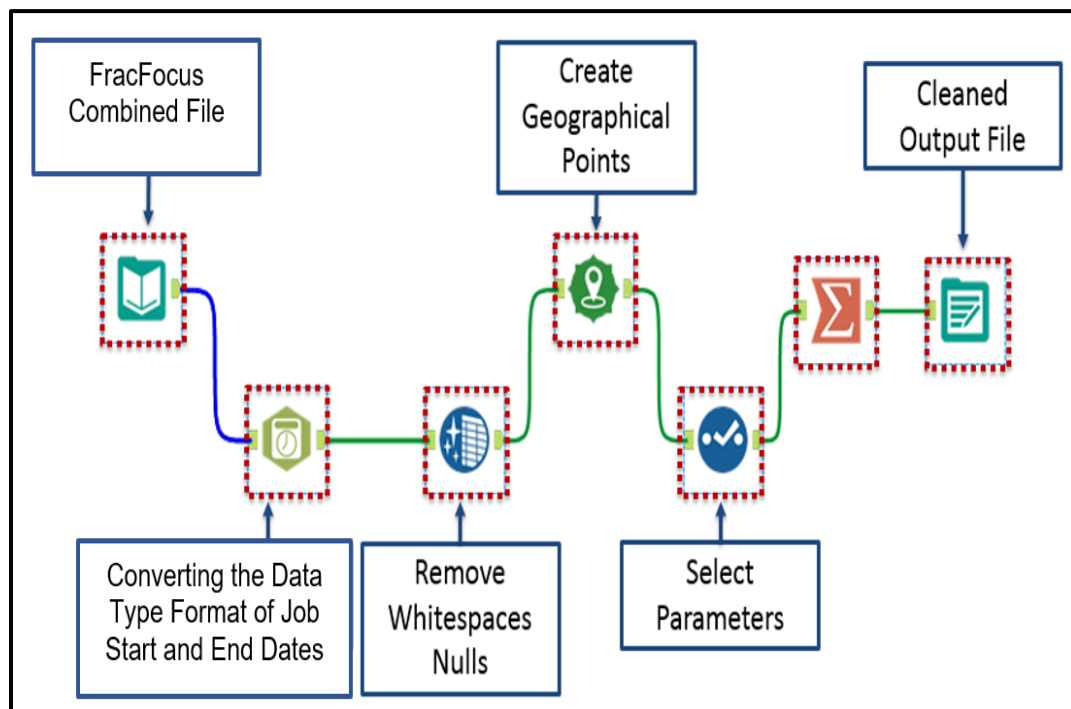 FracFocus
Combined File
Create
Geographical
Points
Cleaned
Output File
Converting the Data
Type Format of Job
Start and End Dates
Remove
Whitespaces
Nulls
Select
Parameters